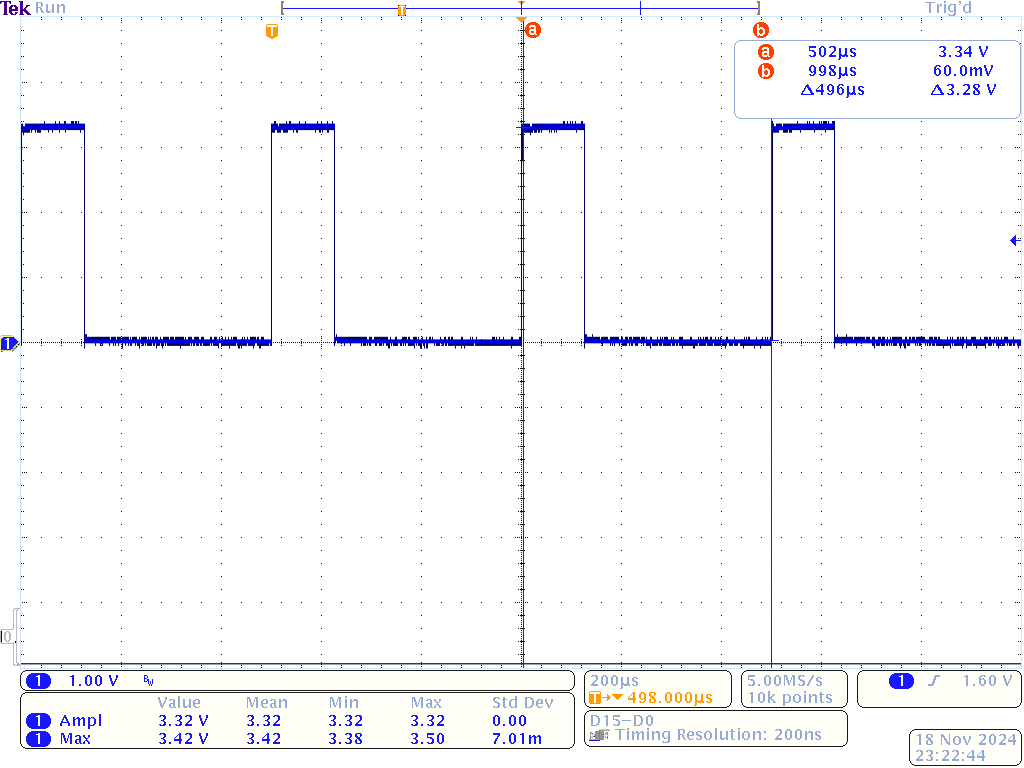 Tek Run Trig'd
T
T a b
a 502µs 3.34 V
b 998µs 60.0mV
Δ496µs Δ3.28 V
1
0
1 1.00 V BW
200µs
T→▼498.000µs
5.00MS/s
10k points
1 1.60 V
Value Mean Min Max Std Dev
1 Ampl 3.32 V 3.32 3.32 3.32 0.00
1 Max 3.42 V 3.42 3.38 3.50 7.01m
D15-D0
Timing Resolution: 200ns
18 Nov 2024
23:22:44